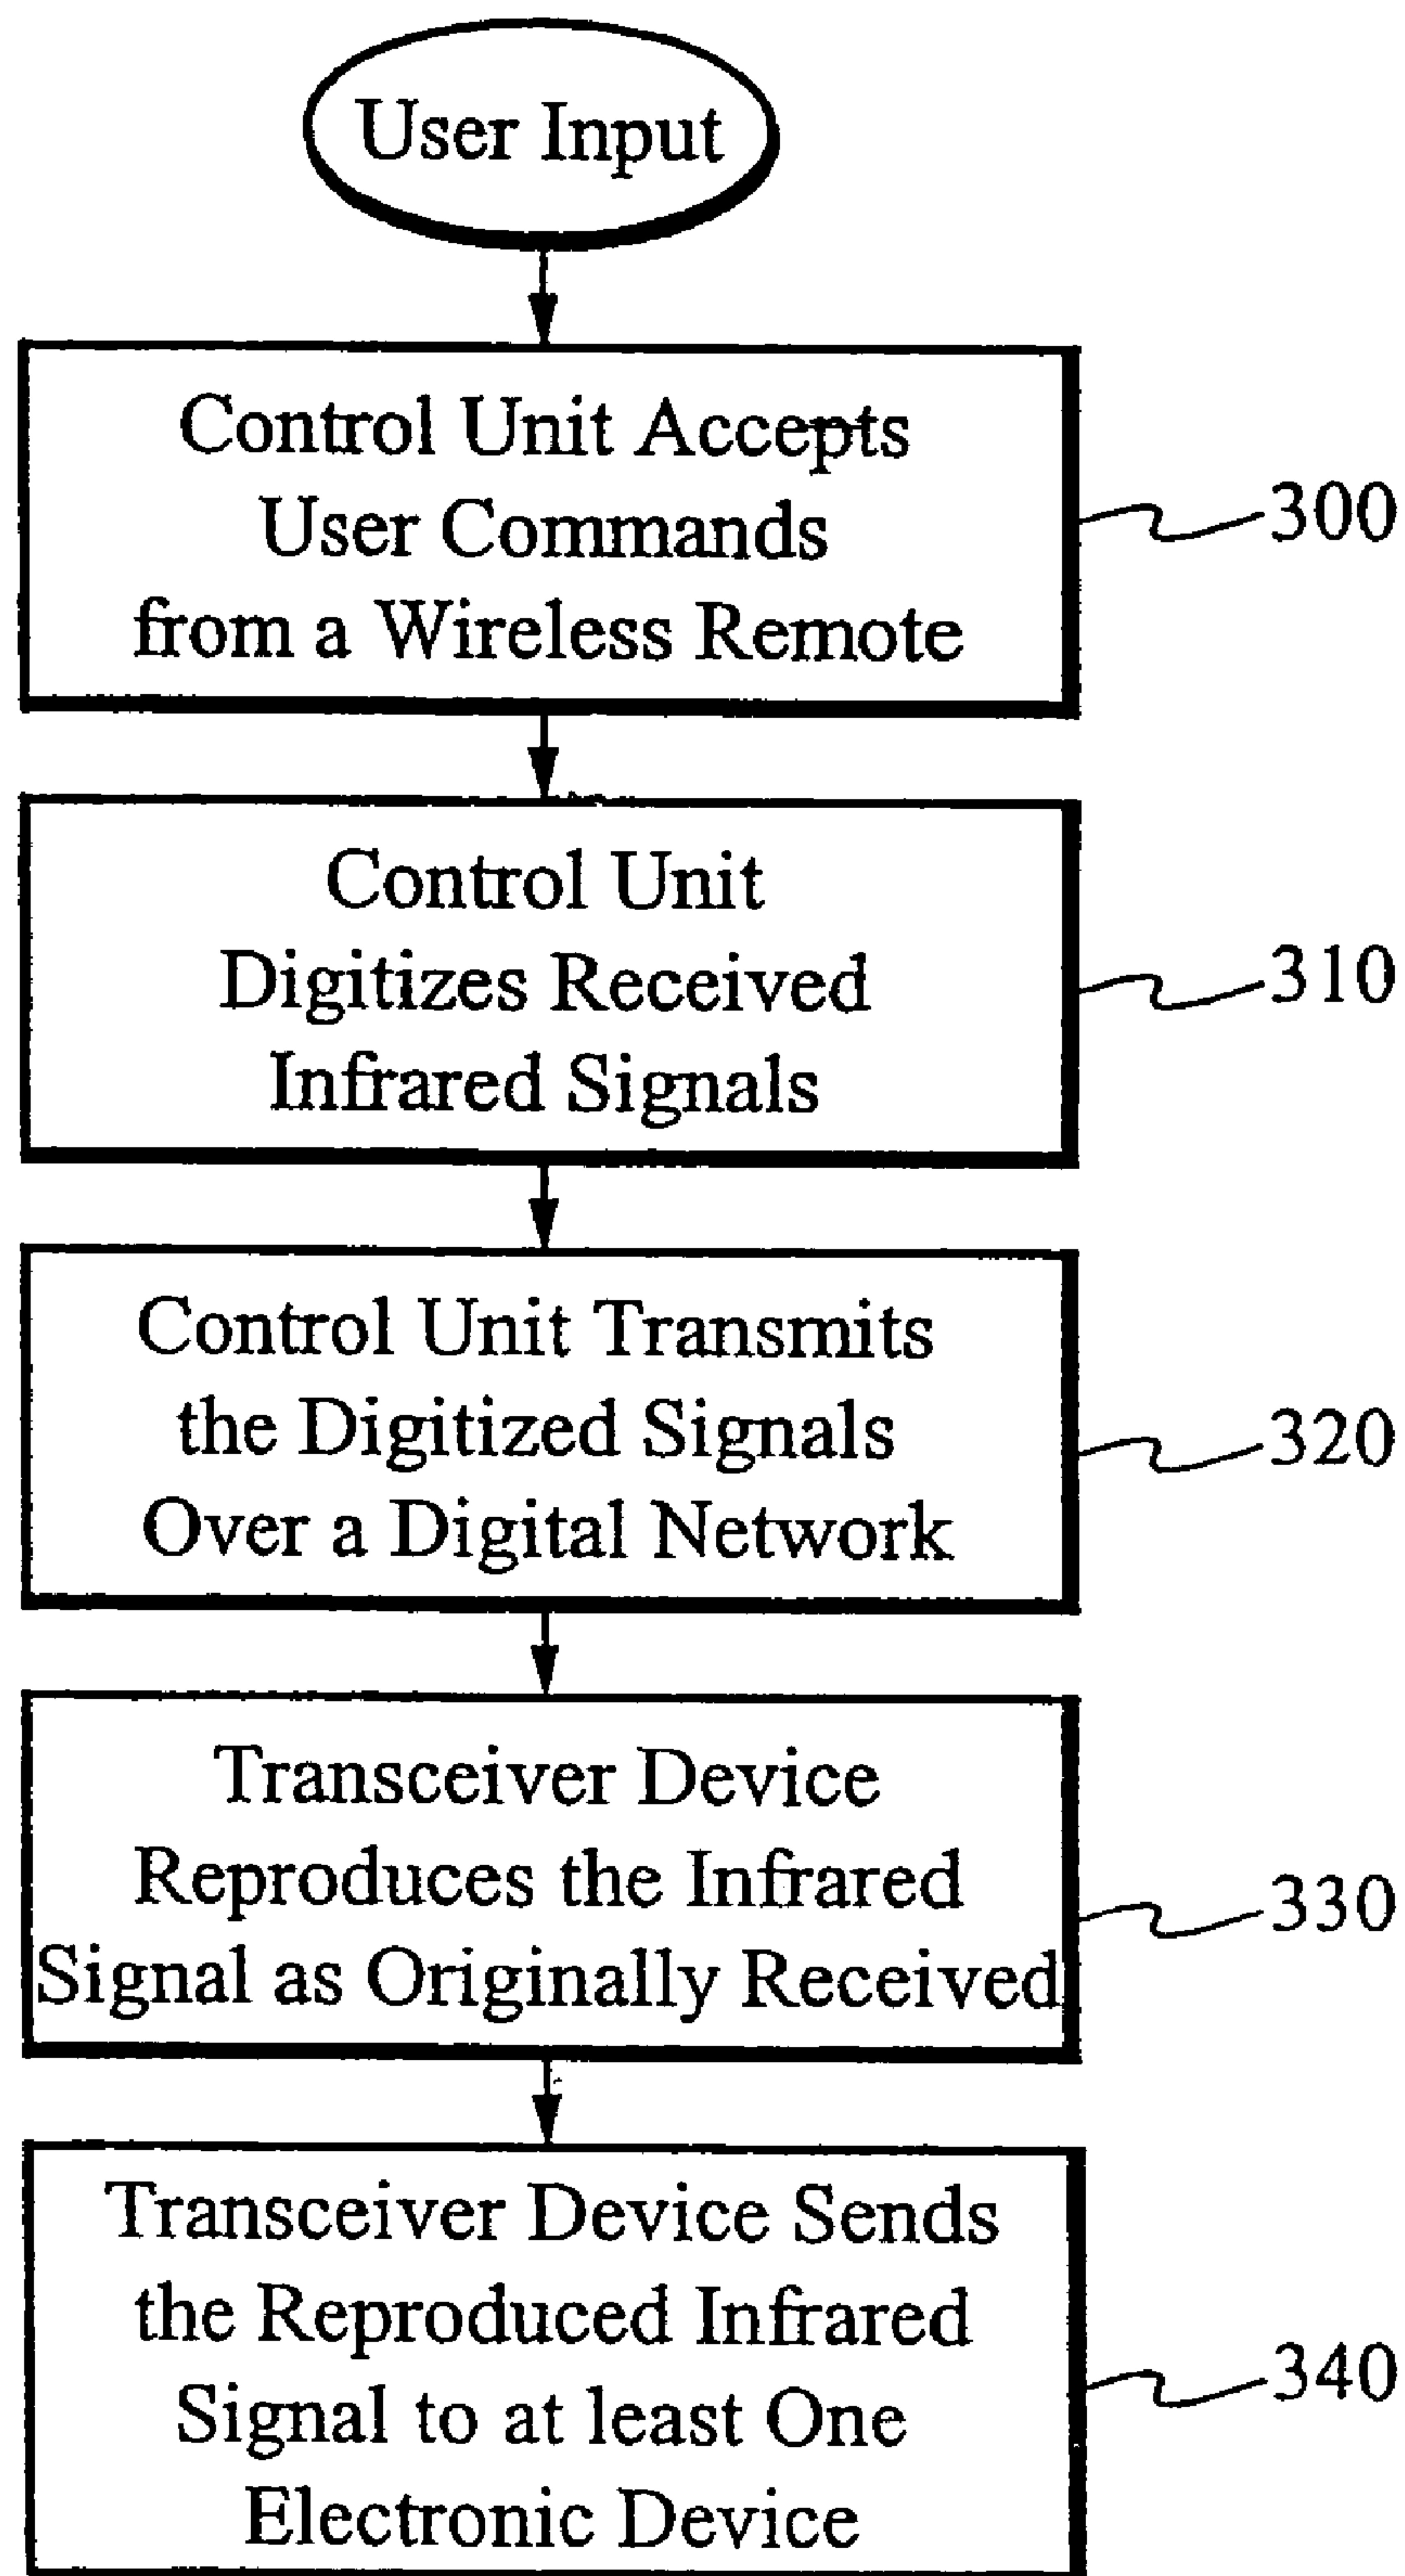 User Input
Control Unit Accepts
User Commands
from a Wireless Remote
300
Control Unit
Digitizes Received
Infrared Signals
310
Control Unit Transmits
the Digitized Signals
Over a Digital Network
320
Transceiver Device
Reproduces the Infrared
Signal as Originally Received
330
Transceiver Device Sends
the Reproduced Infrared
Signal to at least One
Electronic Device
340